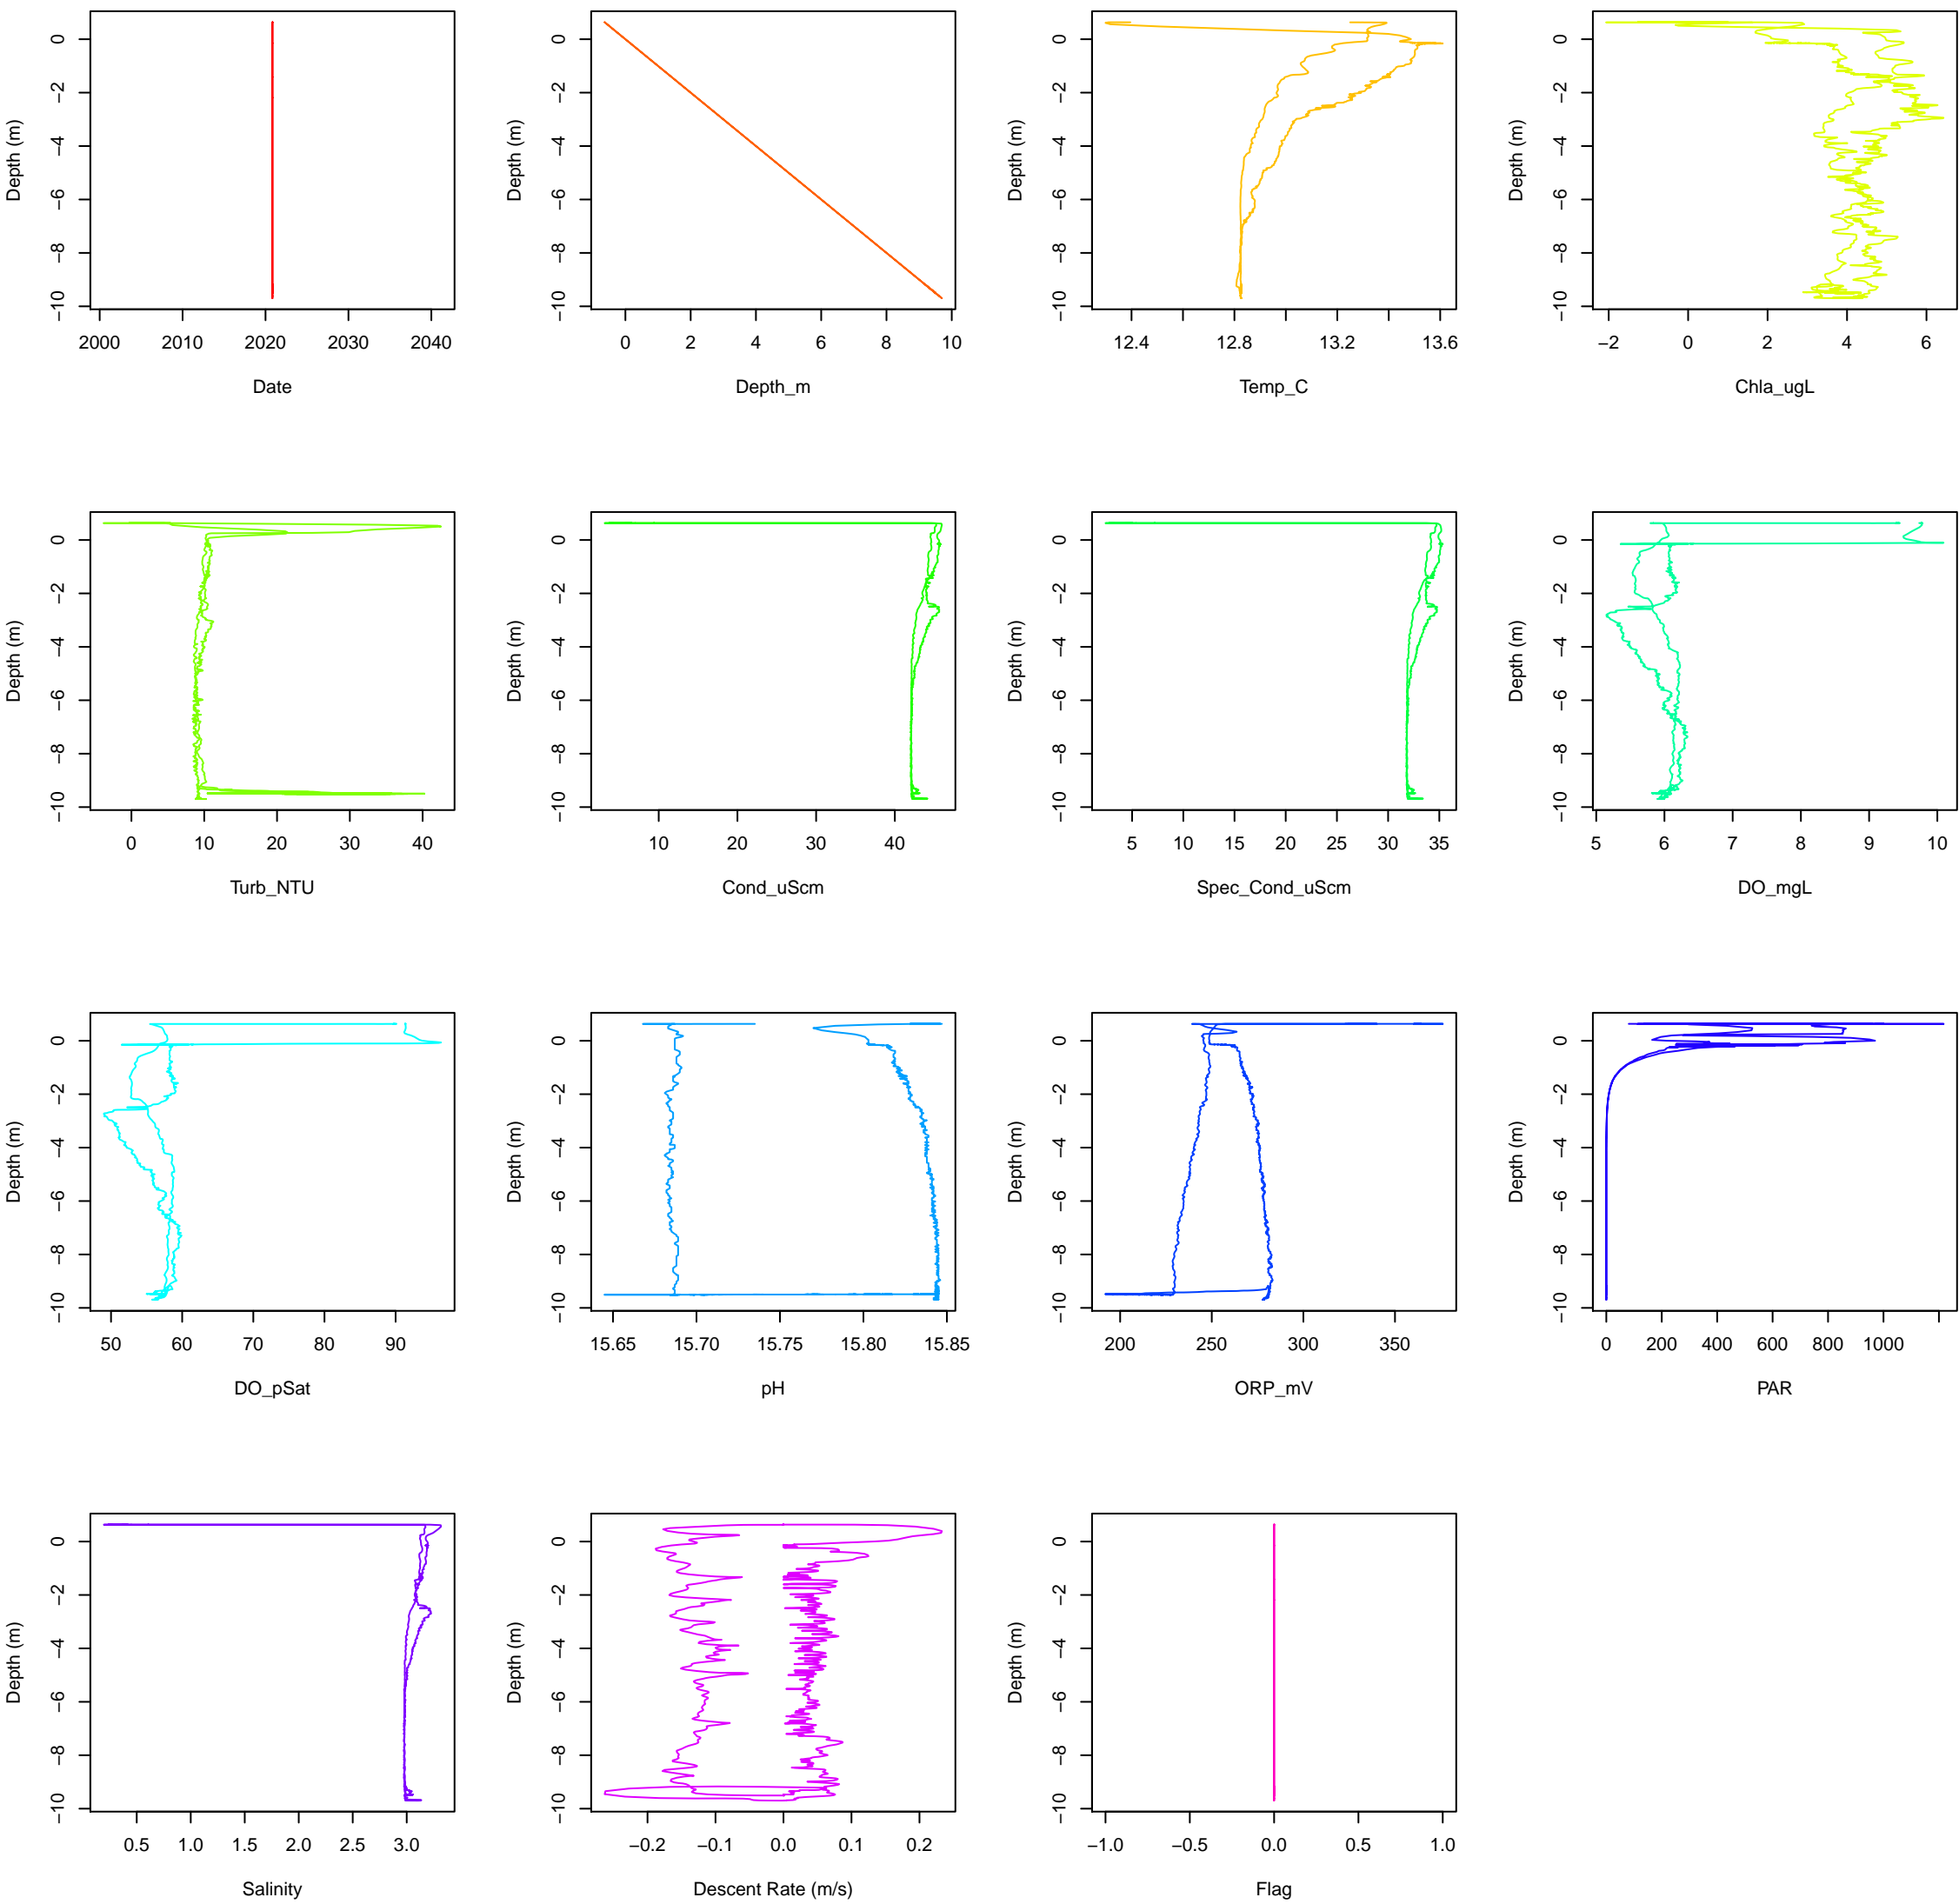 Depth (m)
0
−2
−4
−6
−8
−10
2000 2010 2020 2030 2040
Date
Depth (m)
0
−2
−4
−6
−8
−10
0 2 4 6 8 10
Depth_m
Depth (m)
0
−2
−4
−6
−8
−10
12.4 12.8 13.2 13.6
Temp_C
Depth (m)
0
−2
−4
−6
−8
−10
−2 0 2 4 6
Chla_ugL
Depth (m)
0
−2
−4
−6
−8
−10
0 10 20 30 40
Turb_NTU
Depth (m)
0
−2
−4
−6
−8
−10
10 20 30 40
Cond_uScm
Depth (m)
0
−2
−4
−6
−8
−10
5 10 15 20 25 30 35
Spec_Cond_uScm
Depth (m)
0
−2
−4
−6
−8
−10
5 6 7 8 9 10
DO_mgL
Depth (m)
0
−2
−4
−6
−8
−10
50 60 70 80 90
DO_pSat
Depth (m)
0
−2
−4
−6
−8
−10
15.65 15.70 15.75 15.80 15.85
pH
Depth (m)
0
−2
−4
−6
−8
−10
200 250 300 350
ORP_mV
Depth (m)
0
−2
−4
−6
−8
−10
0 200 400 600 800 1000
PAR
Depth (m)
0
−2
−4
−6
−8
−10
0.5 1.0 1.5 2.0 2.5 3.0
Salinity
Depth (m)
0
−2
−4
−6
−8
−10
−0.2 −0.1 0.0 0.1 0.2
Descent Rate (m/s)
Depth (m)
0
−2
−4
−6
−8
−10
−1.0 −0.5 0.0 0.5 1.0
Flag